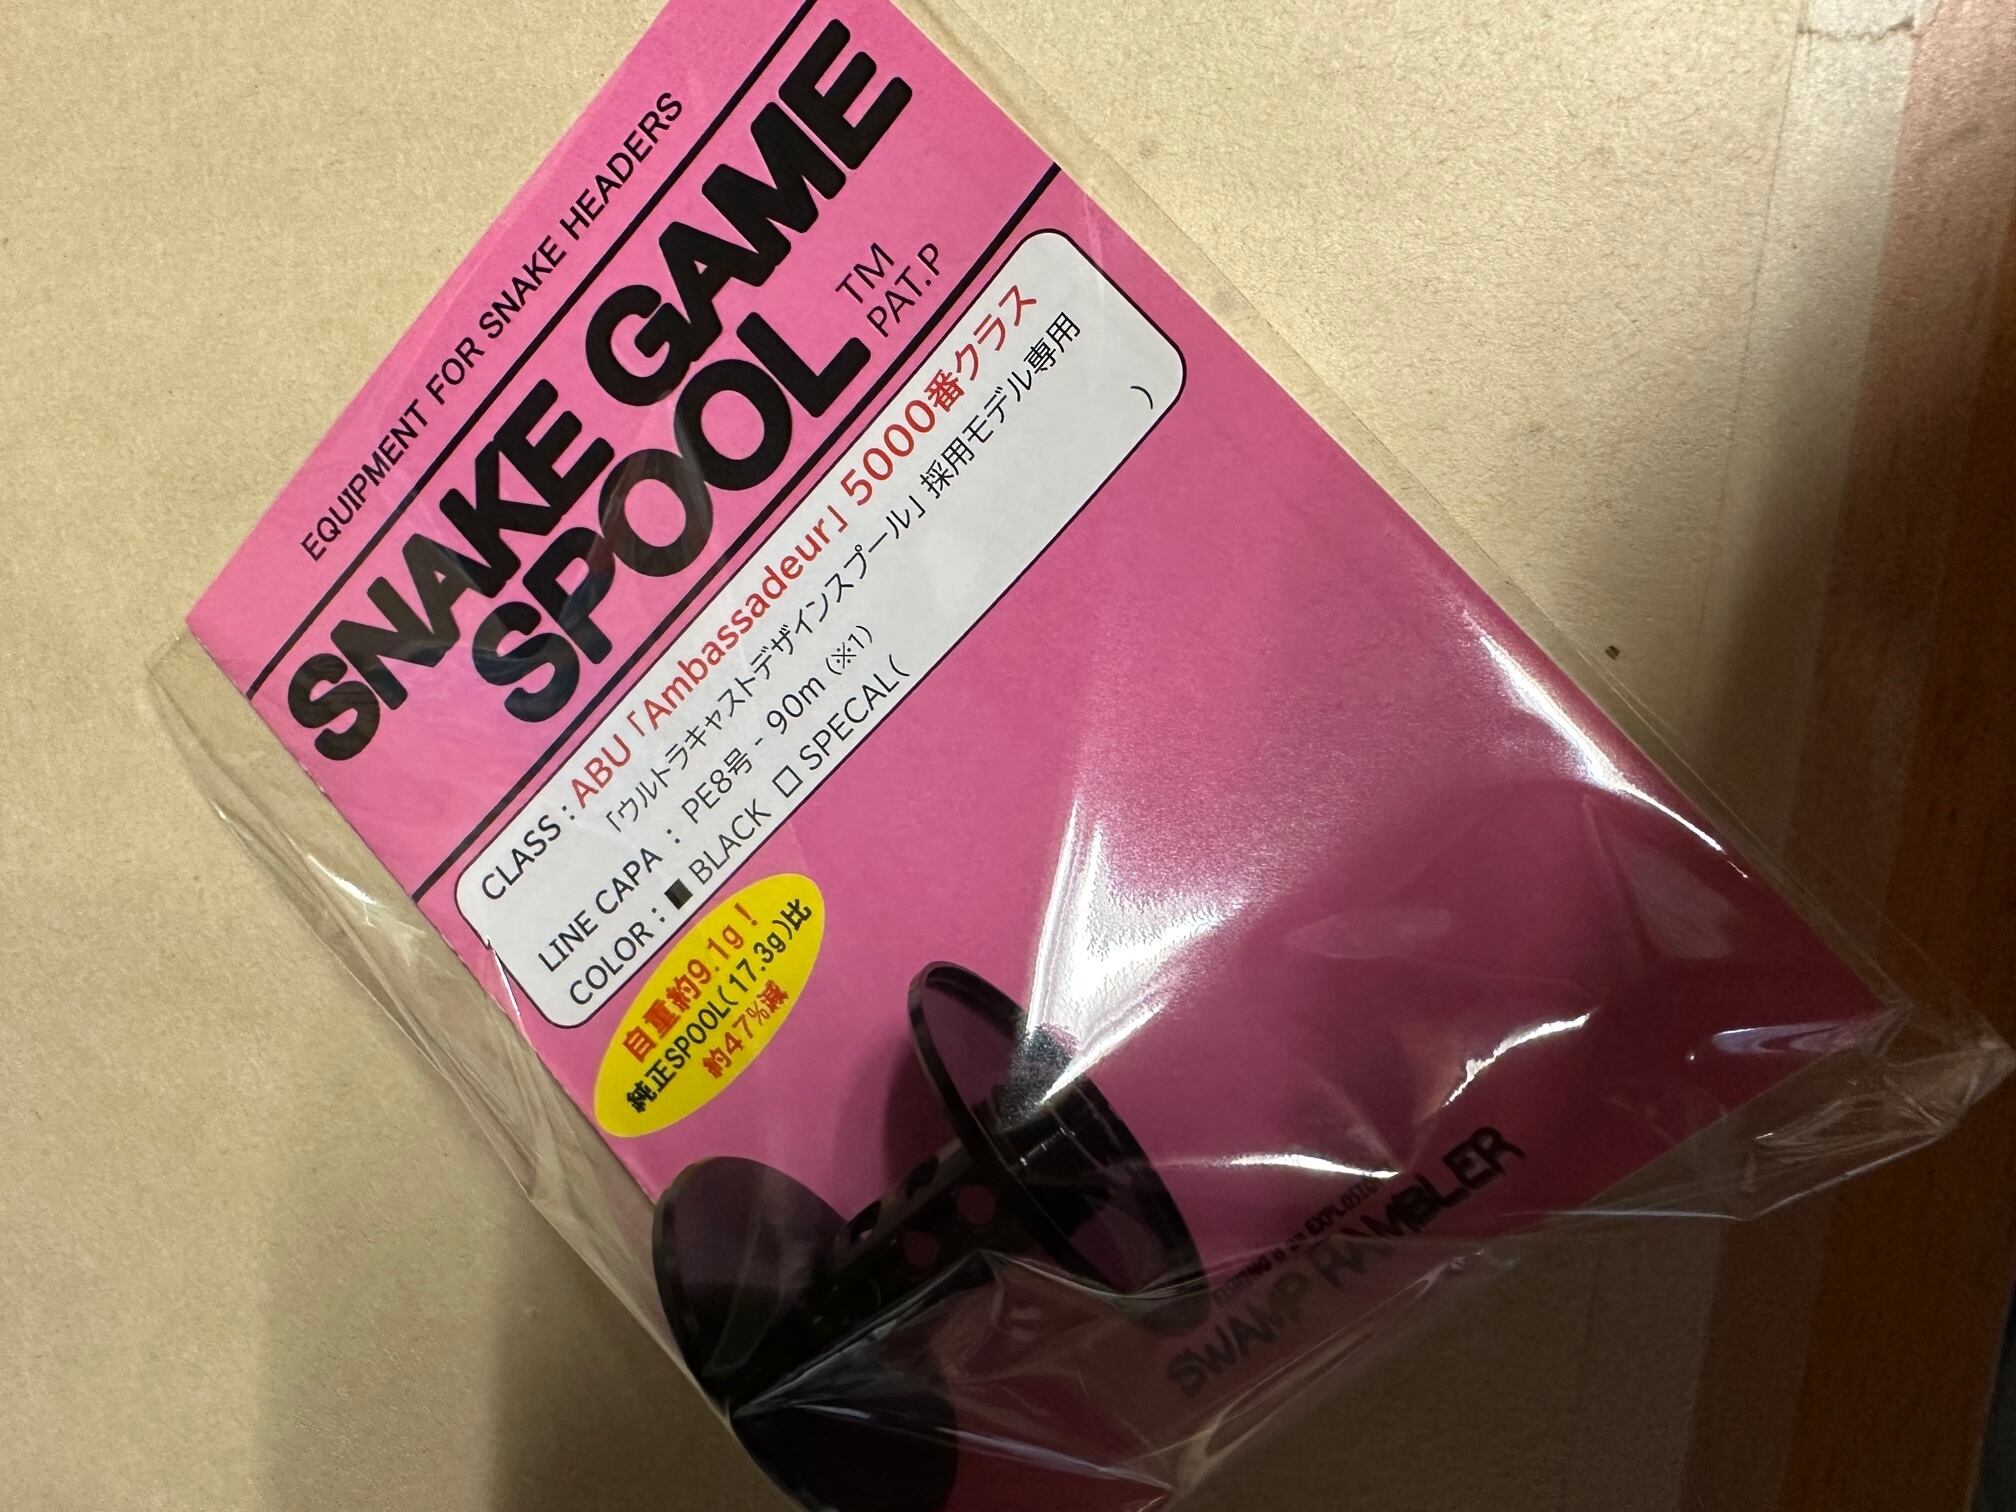 EQUIPMENT FOR SNAKE HEADERS
SNAKE GAME
SPOOL
TM
PAT.P
CLASS : ABU「Ambassadeur」5000番クラス
「ウルトラキャストデザインスプール」採用モデル専用
LINE CAPA : PE8号 - 90m (※1)
COLOR : ■ BLACK □ SPECAL( )
自重約9.1g!
純正SPOOL(17.3g)比
約47%減
SWAMP RAMBLER